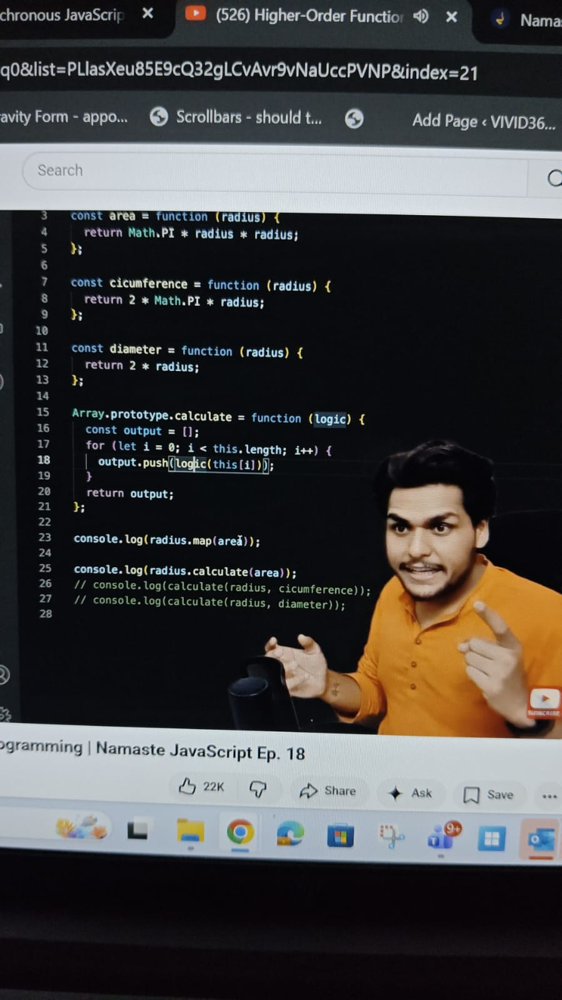 chronous JavaScrip
(526) Higher-Order Functior
Namas
q0&list=PLlasXeu85E9cQ32gLCvAvr9vNaUccPVNP&index=21
avity Form - appo...
Scrollbars - should t...
Add Page ‹ VIVID36...
Search
3 const area = function (radius) {
4 return Math.PI * radius * radius;
5 };
6
7 const cicumference = function (radius) {
8 return 2 * Math.PI * radius;
9 };
10
11 const diameter = function (radius) {
12 return 2 * radius;
13 };
14
15 Array.prototype.calculate = function (logic) {
16 const output = [];
17 for (let i = 0; i < this.length; i++) {
18 output.push(logic(this[i]));
19 }
20 return output;
21 };
22
23 console.log(radius.map(area));
24
25 console.log(radius.calculate(area));
26 // console.log(calculate(radius, cicumference));
27 // console.log(calculate(radius, diameter));
28
SUBSCRIBE
ogramming | Namaste JavaScript Ep. 18
22K
Share
Ask
Save
9+